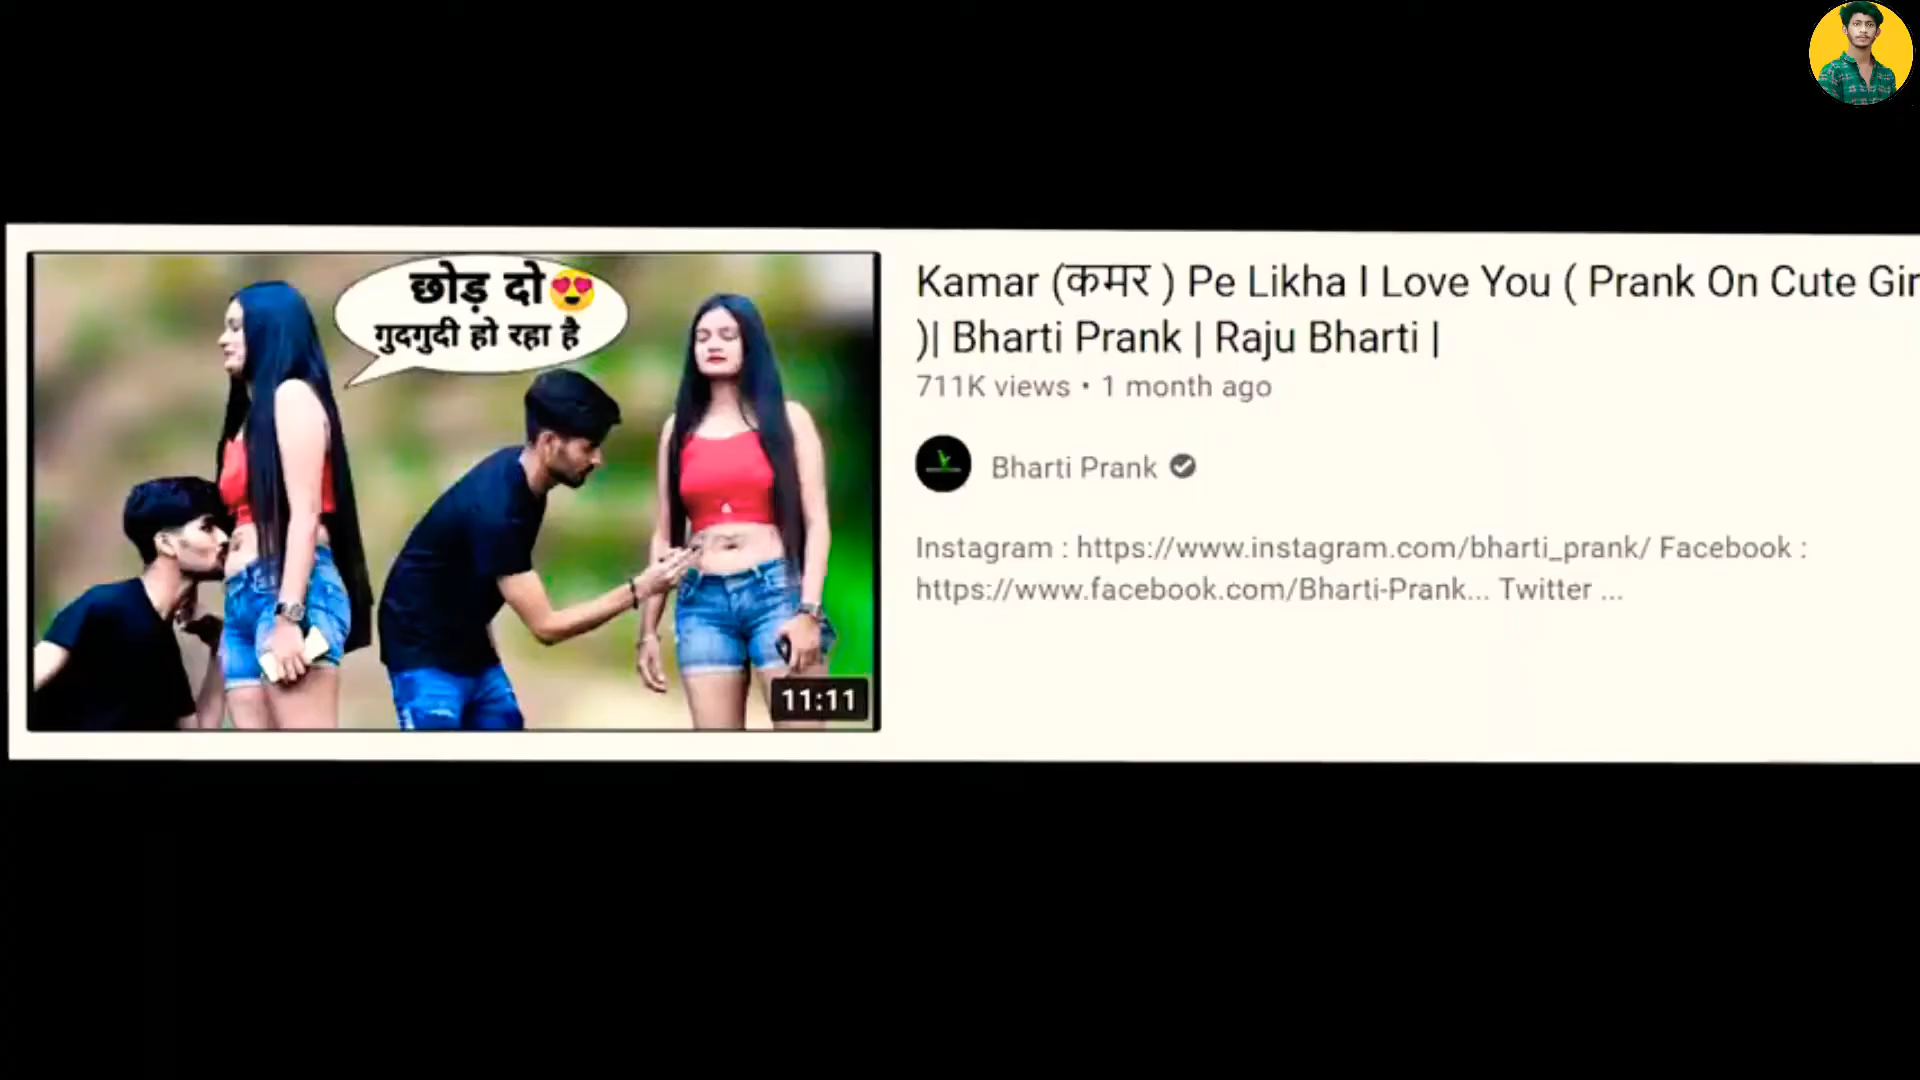 छोड़ दो
गुदगुदी हो रहा है
11:11
Kamar (कमर ) Pe Likha I Love You ( Prank On Cute Gir
)| Bharti Prank | Raju Bharti |
711K views • 1 month ago
Bharti Prank
Instagram : https://www.instagram.com/bharti_prank/ Facebook :
https://www.facebook.com/Bharti-Prank... Twitter ...